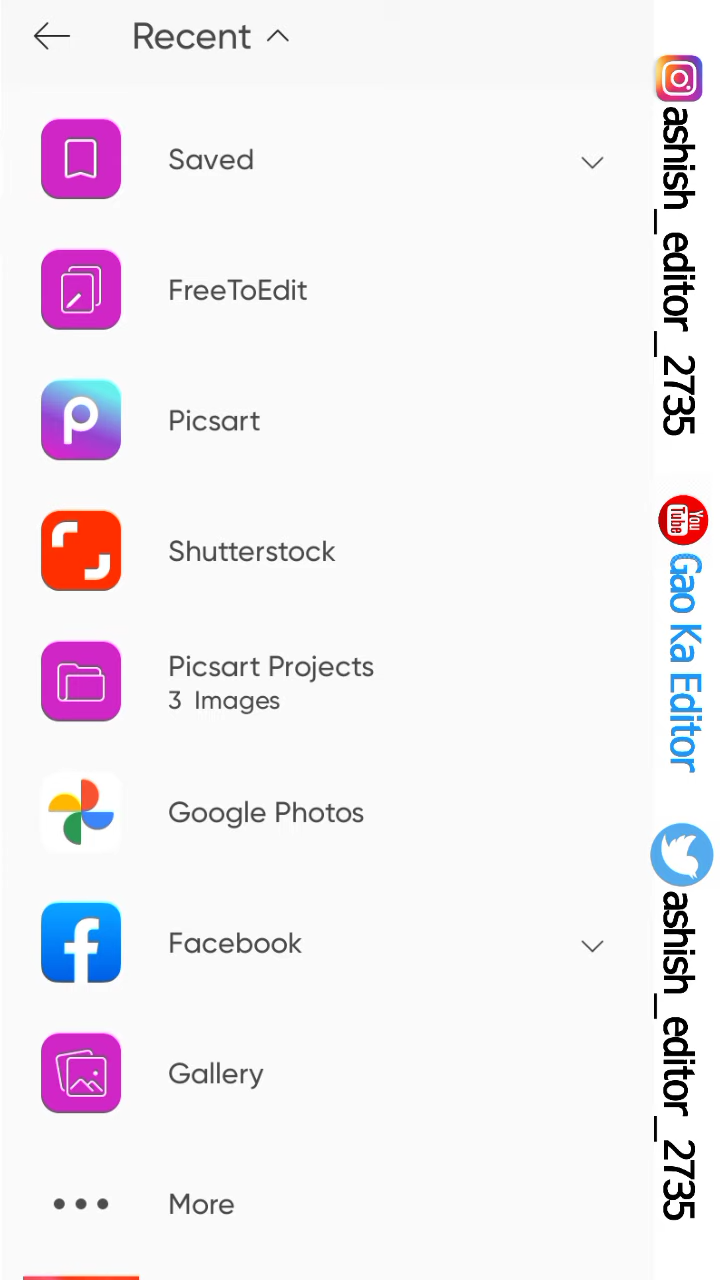 Recent
Saved
FreeToEdit
Picsart
Shutterstock
Picsart Projects
3 Images
Google Photos
Facebook
Gallery
More
ashish_editor_2735
You
Tube
Gao Ka Editor
ashish_editor_2735